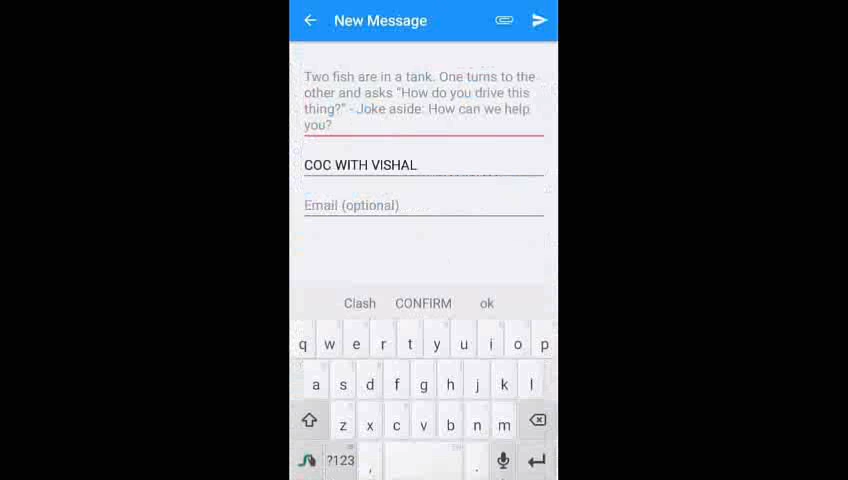 New Message
Two fish are in a tank. One turns to the
other and asks "How do you drive this
thing?" - Joke aside: How can we help
you?
COC WITH VISHAL
Email (optional)
Clash CONFIRM ok
q w e r t y u i o p
a s d f g h j k l
z x c v b n m
?123 , .